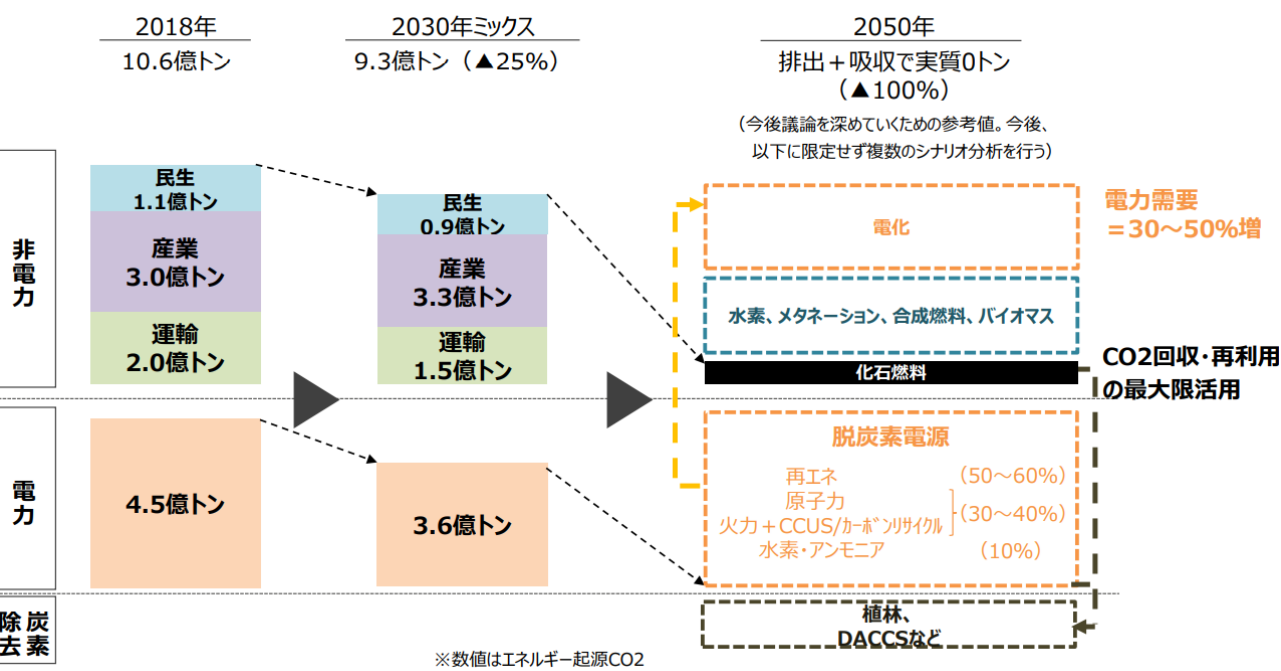 2018年
10.6億トン
2030年ミックス
9.3億トン（▲25%）
2050年
排出＋吸収で実質0トン
（▲100%）
（今後議論を深めていくための参考値。今後、
以下に限定せず複数のシナリオ分析を行う）
非電力
民生
1.1億トン
産業
3.0億トン
運輸
2.0億トン
民生
0.9億トン
産業
3.3億トン
運輸
1.5億トン
電化
電力需要
＝30～50%増
水素、メタネーション、合成燃料、バイオマス
化石燃料
CO2回収・再利用
の最大限活用
電力
4.5億トン
3.6億トン
脱炭素電源
再エネ （50～60%）
原子力
火力＋CCUS/カーボンリサイクル （30～40%）
水素・アンモニア （10%）
炭素除去
植林、
DACCSなど
※数値はエネルギー起源CO2